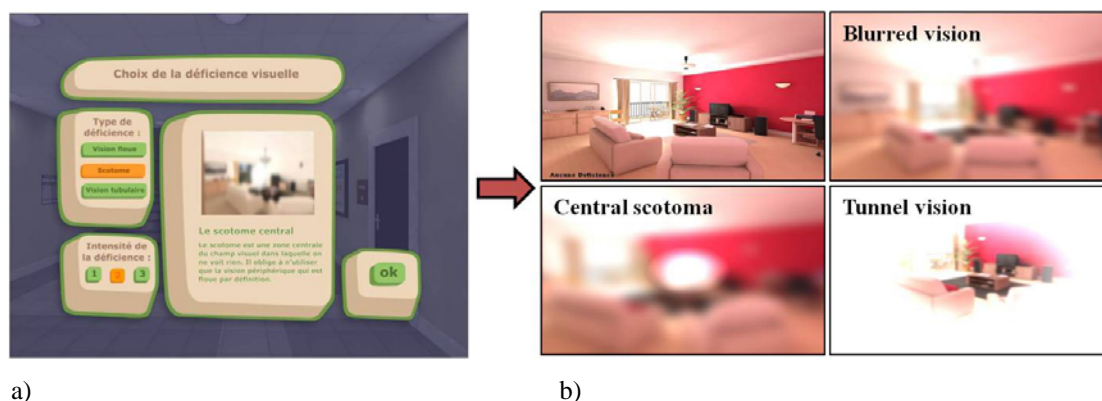 Choix de la déficience visuelle
Type de
déficience :
Vision floue
Scotome
Vision tubulaire
Intensité de
la déficience :
1 2 3
Le scotome central
Le scotome est une zone centrale
du champ visuel dans laquelle on
ne voit rien. Il oblige à n'utiliser
que la vision périphérique qui est
floue par définition.
ok
Aucune Déficience
Blurred vision
Central scotoma
Tunnel vision
a)
b)